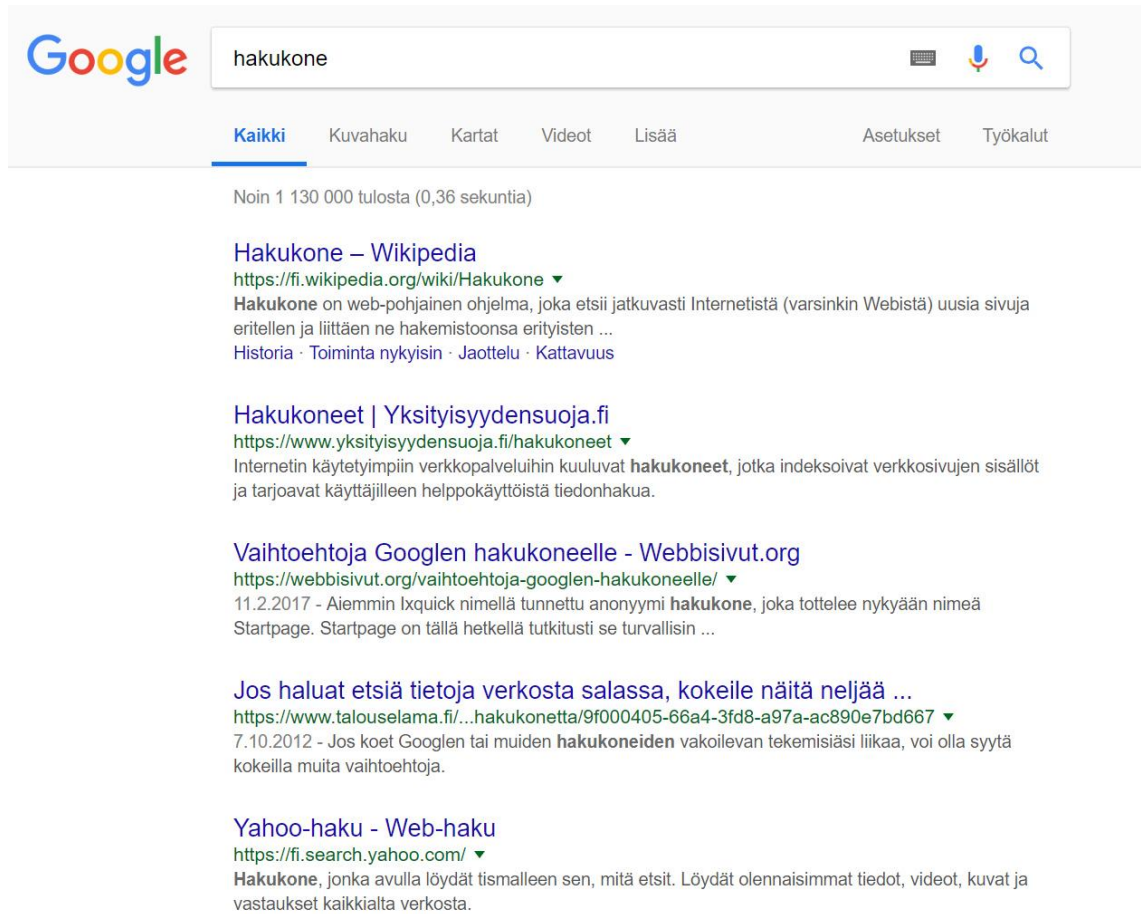 Google hakukone
Kaikki Kuvahaku Kartat Videot Lisää Asetukset Työkalut
Noin 1 130 000 tulosta (0,36 sekuntia)
Hakukone – Wikipedia
https://fi.wikipedia.org/wiki/Hakukone
Hakukone on web-pohjainen ohjelma, joka etsii jatkuvasti Internetistä (varsinkin Webistä) uusia sivuja
eritellen ja liittäen ne hakemistoonsa erityisten ...
Historia · Toiminta nykyisin · Jaottelu · Kattavuus
Hakukoneet | Yksityisyydensuoja.fi
https://www.yksityisyydensuoja.fi/hakukoneet
Internetin käytetyimpiin verkkopalveluihin kuuluvat hakukoneet, jotka indeksoivat verkkosivujen sisällöt
ja tarjoavat käyttäjilleen helppokäyttöistä tiedonhakua.
Vaihtoehtoja Googlen hakukoneelle - Webbisivut.org
https://webbisivut.org/vaihtoehtoja-googlen-hakukoneelle/
11.2.2017 - Aiemmin Ixquick nimellä tunnettu anonyymi hakukone, joka tottelee nykyään nimeä
Startpage. Startpage on tällä hetkellä tutkitusti se turvallisin ...
Jos haluat etsiä tietoja verkosta salassa, kokeile näitä neljää ...
https://www.talouselama.fi/...hakukonetta/9f000405-66a4-3fd8-a97a-ac890e7bd667
7.10.2012 - Jos koet Googlen tai muiden hakukoneiden vakoilevan tekemisiäsi liikaa, voi olla syytä
kokeilla muita vaihtoehtoja.
Yahoo-haku - Web-haku
https://fi.search.yahoo.com/
Hakukone, jonka avulla löydät tismalleen sen, mitä etsit. Löydät olennaisimmat tiedot, videot, kuvat ja
vastaukset kaikkialta verkosta.